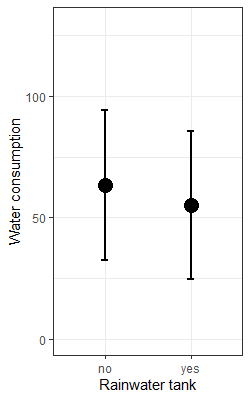 100
50
0
Water consumption
no yes
Rainwater tank